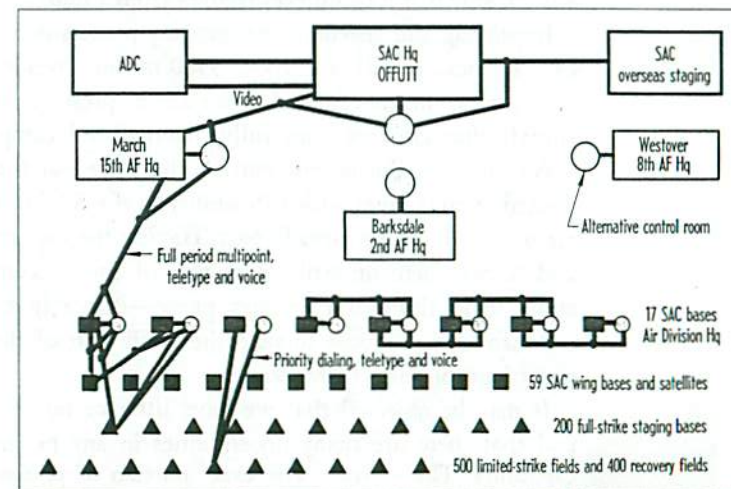 ADC
SAC Hq
OFFUTT
SAC
overseas staging
Video
March
15th AF Hq
Westover
8th AF Hq
Alternative control room
Barksdale
2nd AF Hq
Full period multipoint,
teletype and voice
17 SAC bases
Air Division Hq
Priority dialing, teletype and voice
59 SAC wing bases and satellites
200 full-strike staging bases
500 limited-strike fields and 400 recovery fields